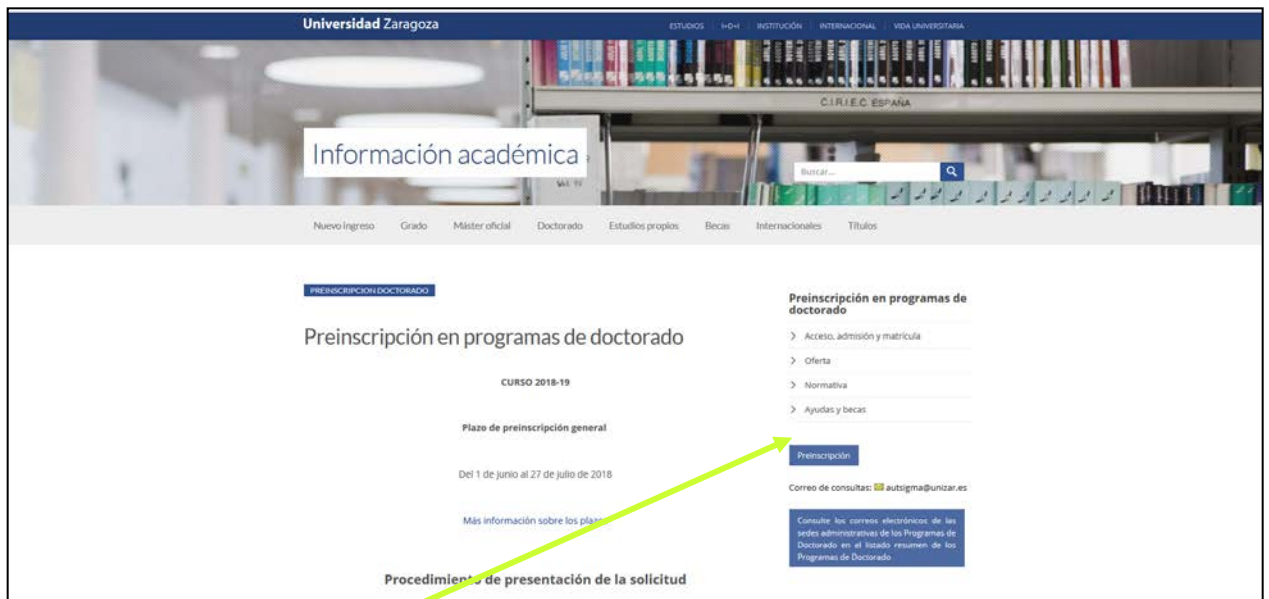 Universidad Zaragoza
ESTUDIOS I+D+I INSTITUCIÓN INTERNACIONAL VIDA UNIVERSITARIA
C.I.R.I.E.C. ESPAÑA
Información académica
Buscar...
Nuevo ingreso Grado Máster oficial Doctorado Estudios propios Becas Internacionales Títulos
PREINSCRIPCION DOCTORADO
Preinscripción en programas de doctorado
CURSO 2018-19
Plazo de preinscripción general
Del 1 de junio al 27 de julio de 2018
Más información sobre los
Procedimiento de presentación de la solicitud
Preinscripción en programas de
doctorado
Acceso, admisión y matrícula
Oferta
Normativa
Ayudas y becas
Preinscripción
Correo de consultas: autsigma@unizar.es
Consulte los correos electrónicos de las
sedes administrativas de los Programas de
Doctorado en el listado resumen de los
Programas de Doctorado